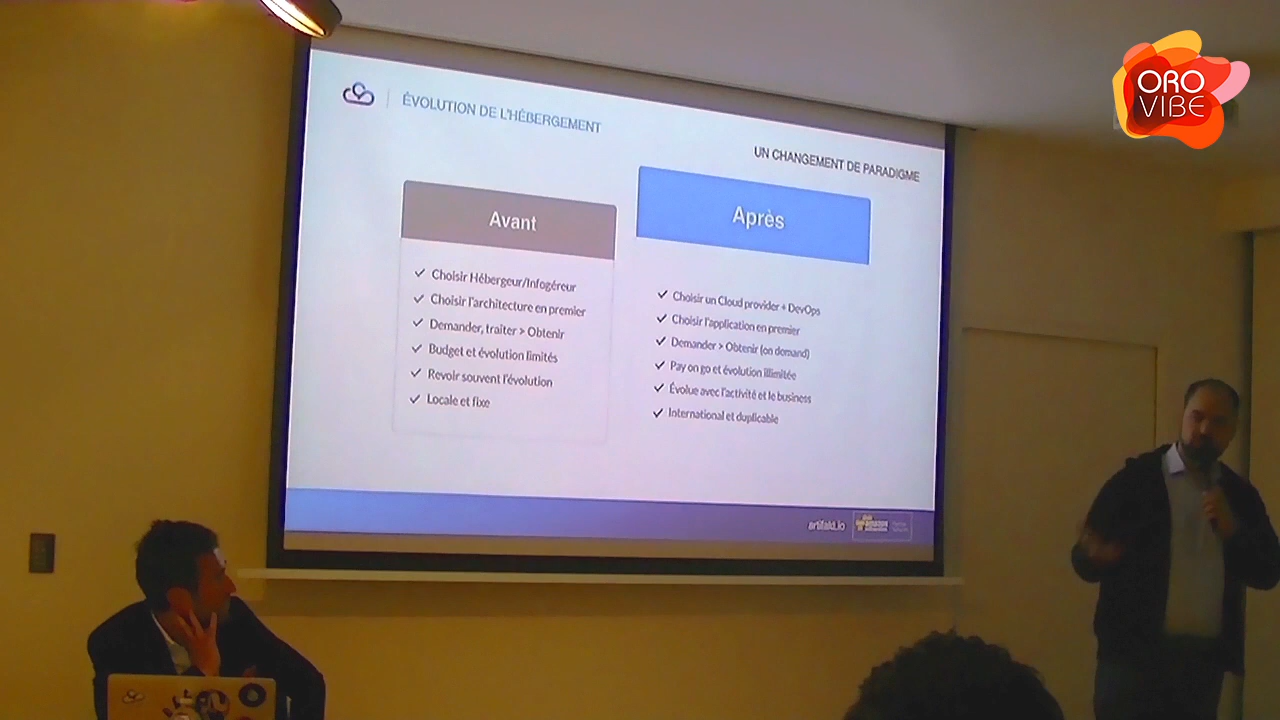 ORO
VIBE
ÉVOLUTION DE L'HÉBERGEMENT
UN CHANGEMENT DE PARADIGME
Avant
Choisir Hébergeur/Infogéreur
Choisir l'architecture en premier
Demander, traiter > Obtenir
Budget et évolution limités
Revoir souvent l'évolution
Locale et fixe
Après
Choisir un Cloud provider + DevOps
Choisir l'application en premier
Demander > Obtenir (on demand)
Pay on go et évolution illimitée
Évolue avec l'activité et le business
International et duplicable
artifakt.io
amazon